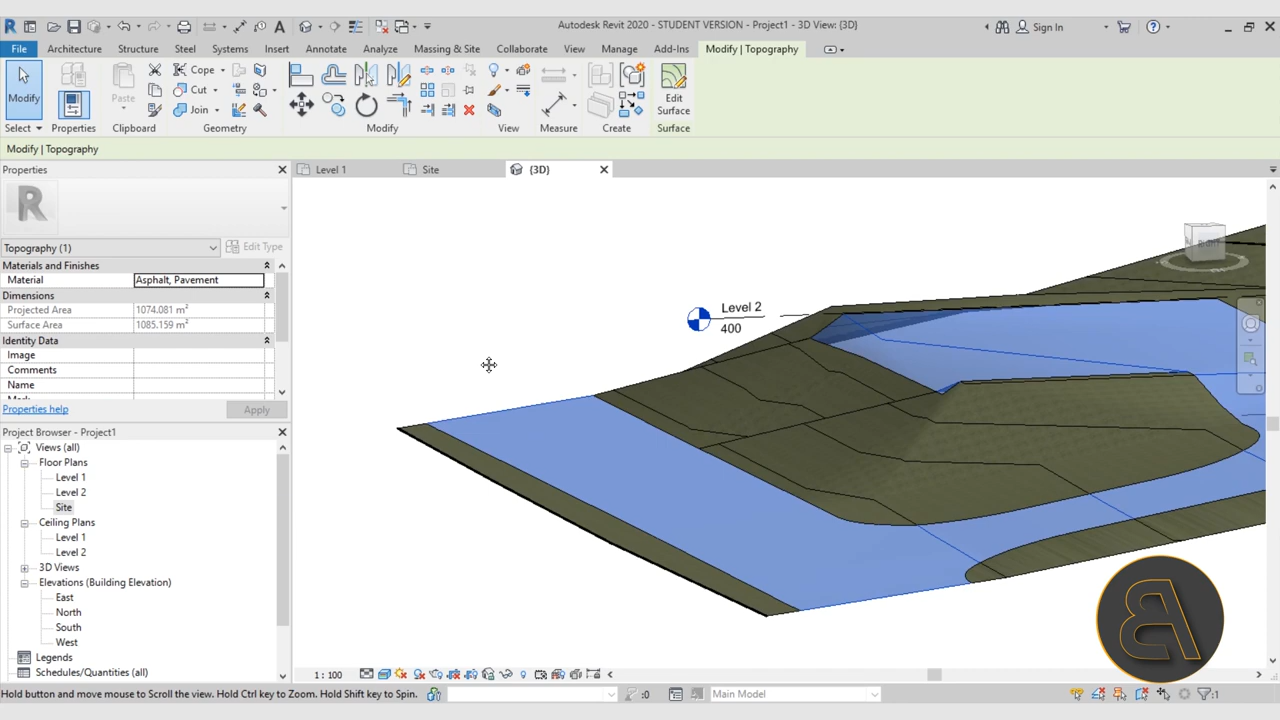 Autodesk Revit 2020 - STUDENT VERSION - Project1 - 3D View: {3D}
Sign In
File Architecture Structure Steel Systems Insert Annotate Analyze Massing & Site Collaborate View Manage Add-Ins Modify | Topography
Modify
Paste
Cope
Cut
Join
Edit
Surface
Select Properties Clipboard Geometry Modify View Measure Create Surface
Modify | Topography
Properties
Level 1
Site
{3D}
Topography (1)
Edit Type
Materials and Finishes
Material Asphalt, Pavement
Dimensions
Projected Area 1074.081 m²
Surface Area 1085.159 m²
Identity Data
Image
Comments
Name
Properties help
Apply
Project Browser - Project1
Views (all)
Floor Plans
Level 1
Level 2
Site
Ceiling Plans
Level 1
Level 2
3D Views
Elevations (Building Elevation)
East
North
South
West
Legends
Schedules/Quantities (all)
Level 2
400
RIGHT
1 : 100
Hold button and move mouse to Scroll the view. Hold Ctrl key to Zoom. Hold Shift key to Spin.
:0
Main Model
:1